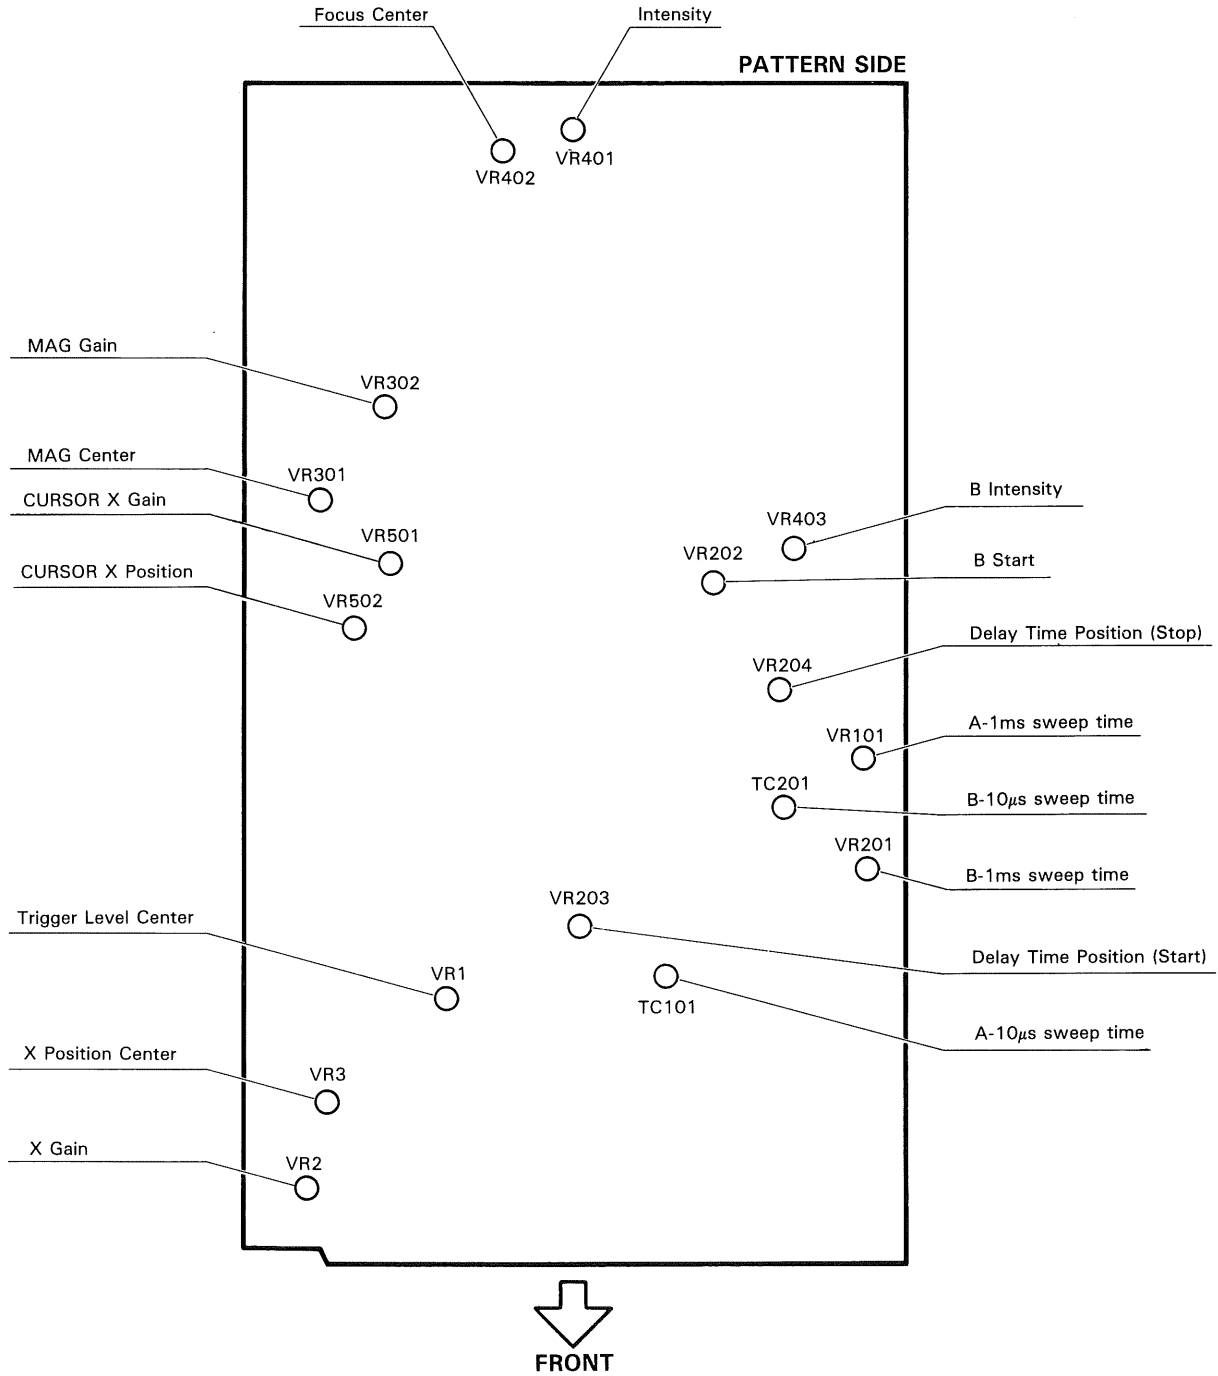 Focus Center
Intensity
PATTERN SIDE
VR401
VR402
MAG Gain
VR302
MAG Center
VR301
CURSOR X Gain
VR501
B Intensity
VR403
VR202
B Start
CURSOR X Position
VR502
Delay Time Position (Stop)
VR204
A-1ms sweep time
VR101
TC201
B-10μs sweep time
VR201
B-1ms sweep time
VR203
Trigger Level Center
Delay Time Position (Start)
VR1
TC101
A-10μs sweep time
X Position Center
VR3
X Gain
VR2
FRONT